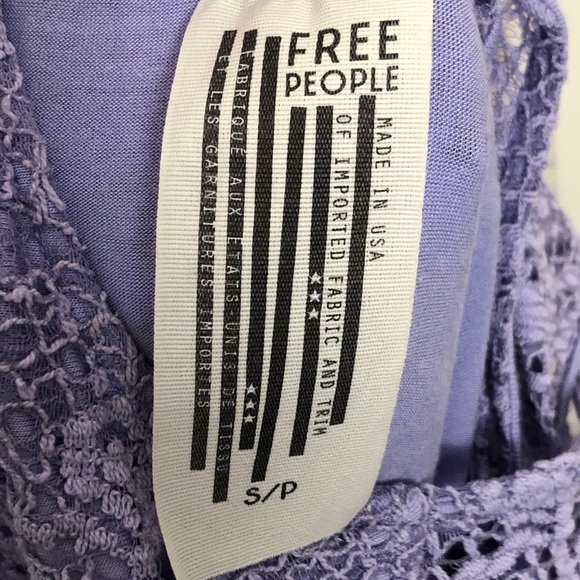 FREE
PEOPLE
MADE IN USA
OF IMPORTED FABRIC AND TRIM
FABRIQUÉ AUX ÉTATS-UNIS DE TISSU
ET LES GARNITURES IMPORTÉES
S/P